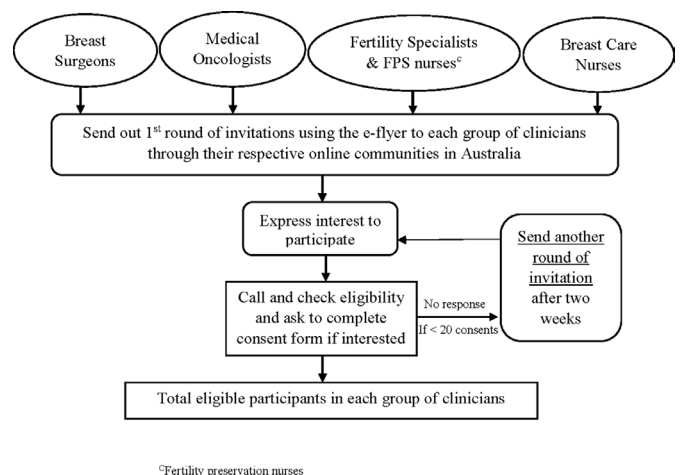 Breast
Surgeons
Medical
Oncologists
Fertility Specialists
& FPS nursesᶜ
Breast Care
Nurses
Send out 1ˢᵗ round of invitations using the e-flyer to each group of clinicians
through their respective online communities in Australia
Express interest to
participate
Send another
round of
invitation
after two
weeks
Call and check eligibility
and ask to complete
consent form if interested
No response
If < 20 consents
Total eligible participants in each group of clinicians
ᶜFertility preservation nurses